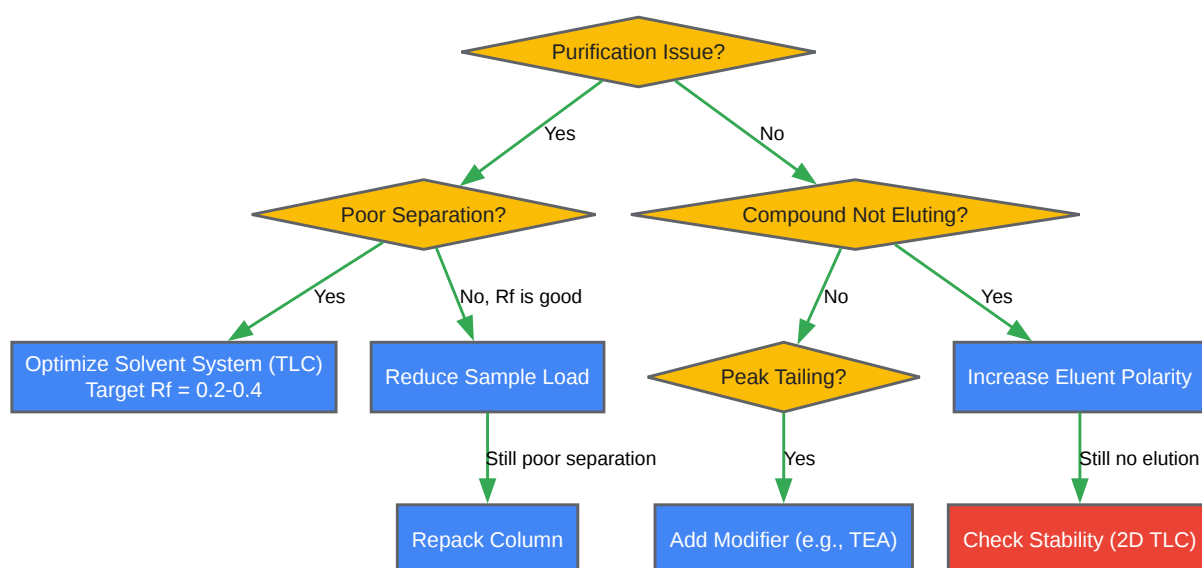 Purification Issue?
Yes
No
Poor Separation?
Compound Not Eluting?
Yes
No, Rf is good
No
Yes
Optimize Solvent System (TLC)
Target Rf = 0.2-0.4
Reduce Sample Load
Peak Tailing?
Increase Eluent Polarity
Still poor separation
Yes
Still no elution
Repack Column
Add Modifier (e.g., TEA)
Check Stability (2D TLC)